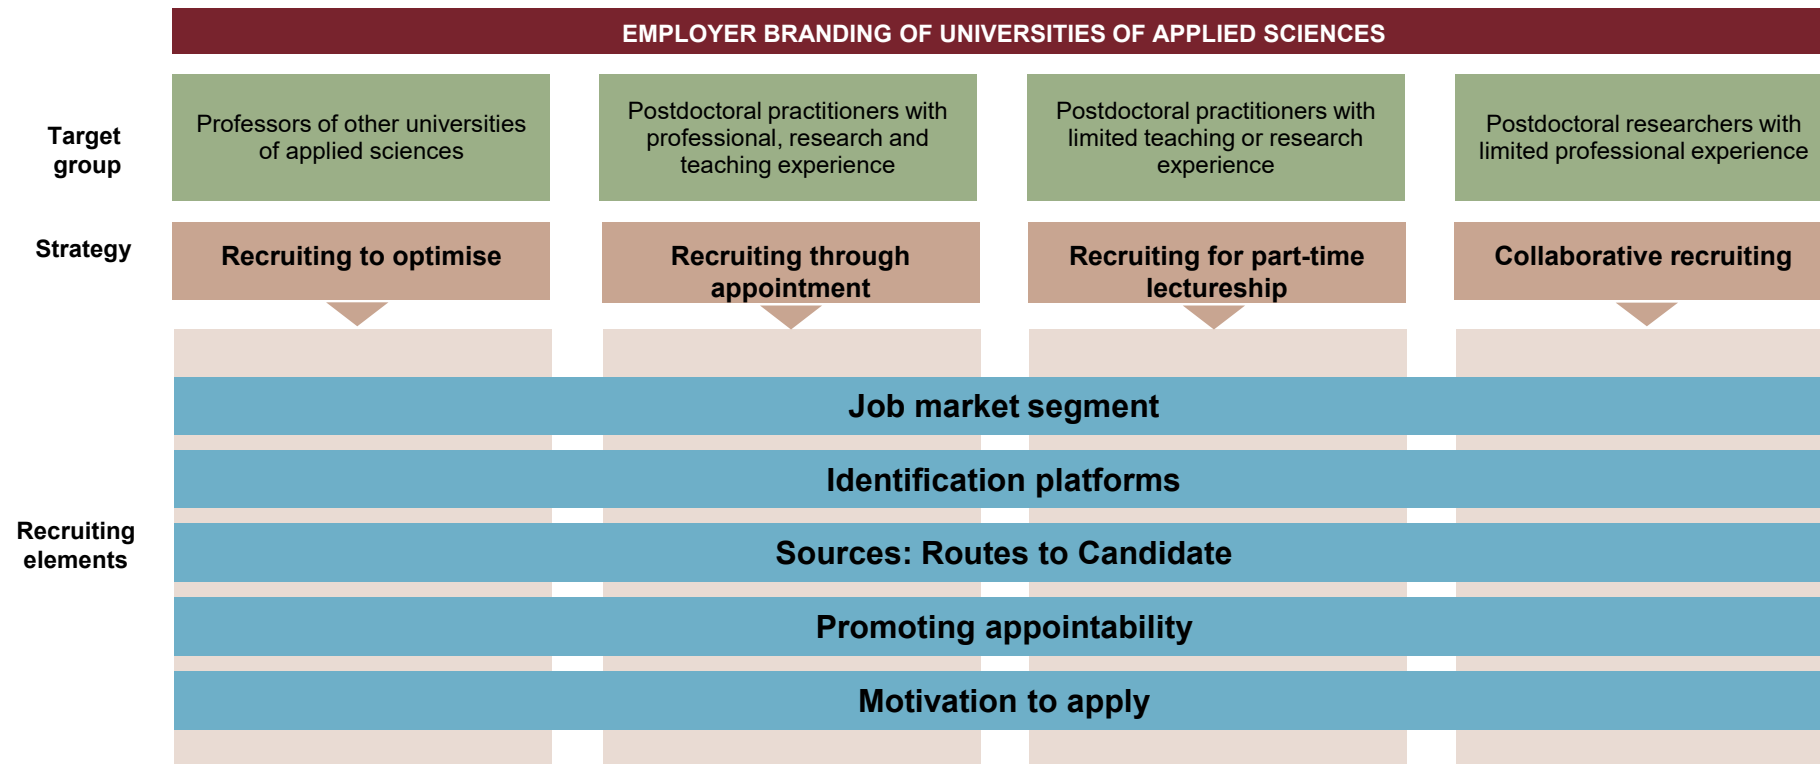 EMPLOYER BRANDING OF UNIVERSITIES OF APPLIED SCIENCES
Target
group
Professors of other universities
of applied sciences
Postdoctoral practitioners with
professional, research and
teaching experience
Postdoctoral practitioners with
limited teaching or research
experience
Postdoctoral researchers with
limited professional experience
Strategy
Recruiting to optimise
Recruiting through
appointment
Recruiting for part-time
lectureship
Collaborative recruiting
Recruiting
elements
Job market segment
Identification platforms
Sources: Routes to Candidate
Promoting appointability
Motivation to apply